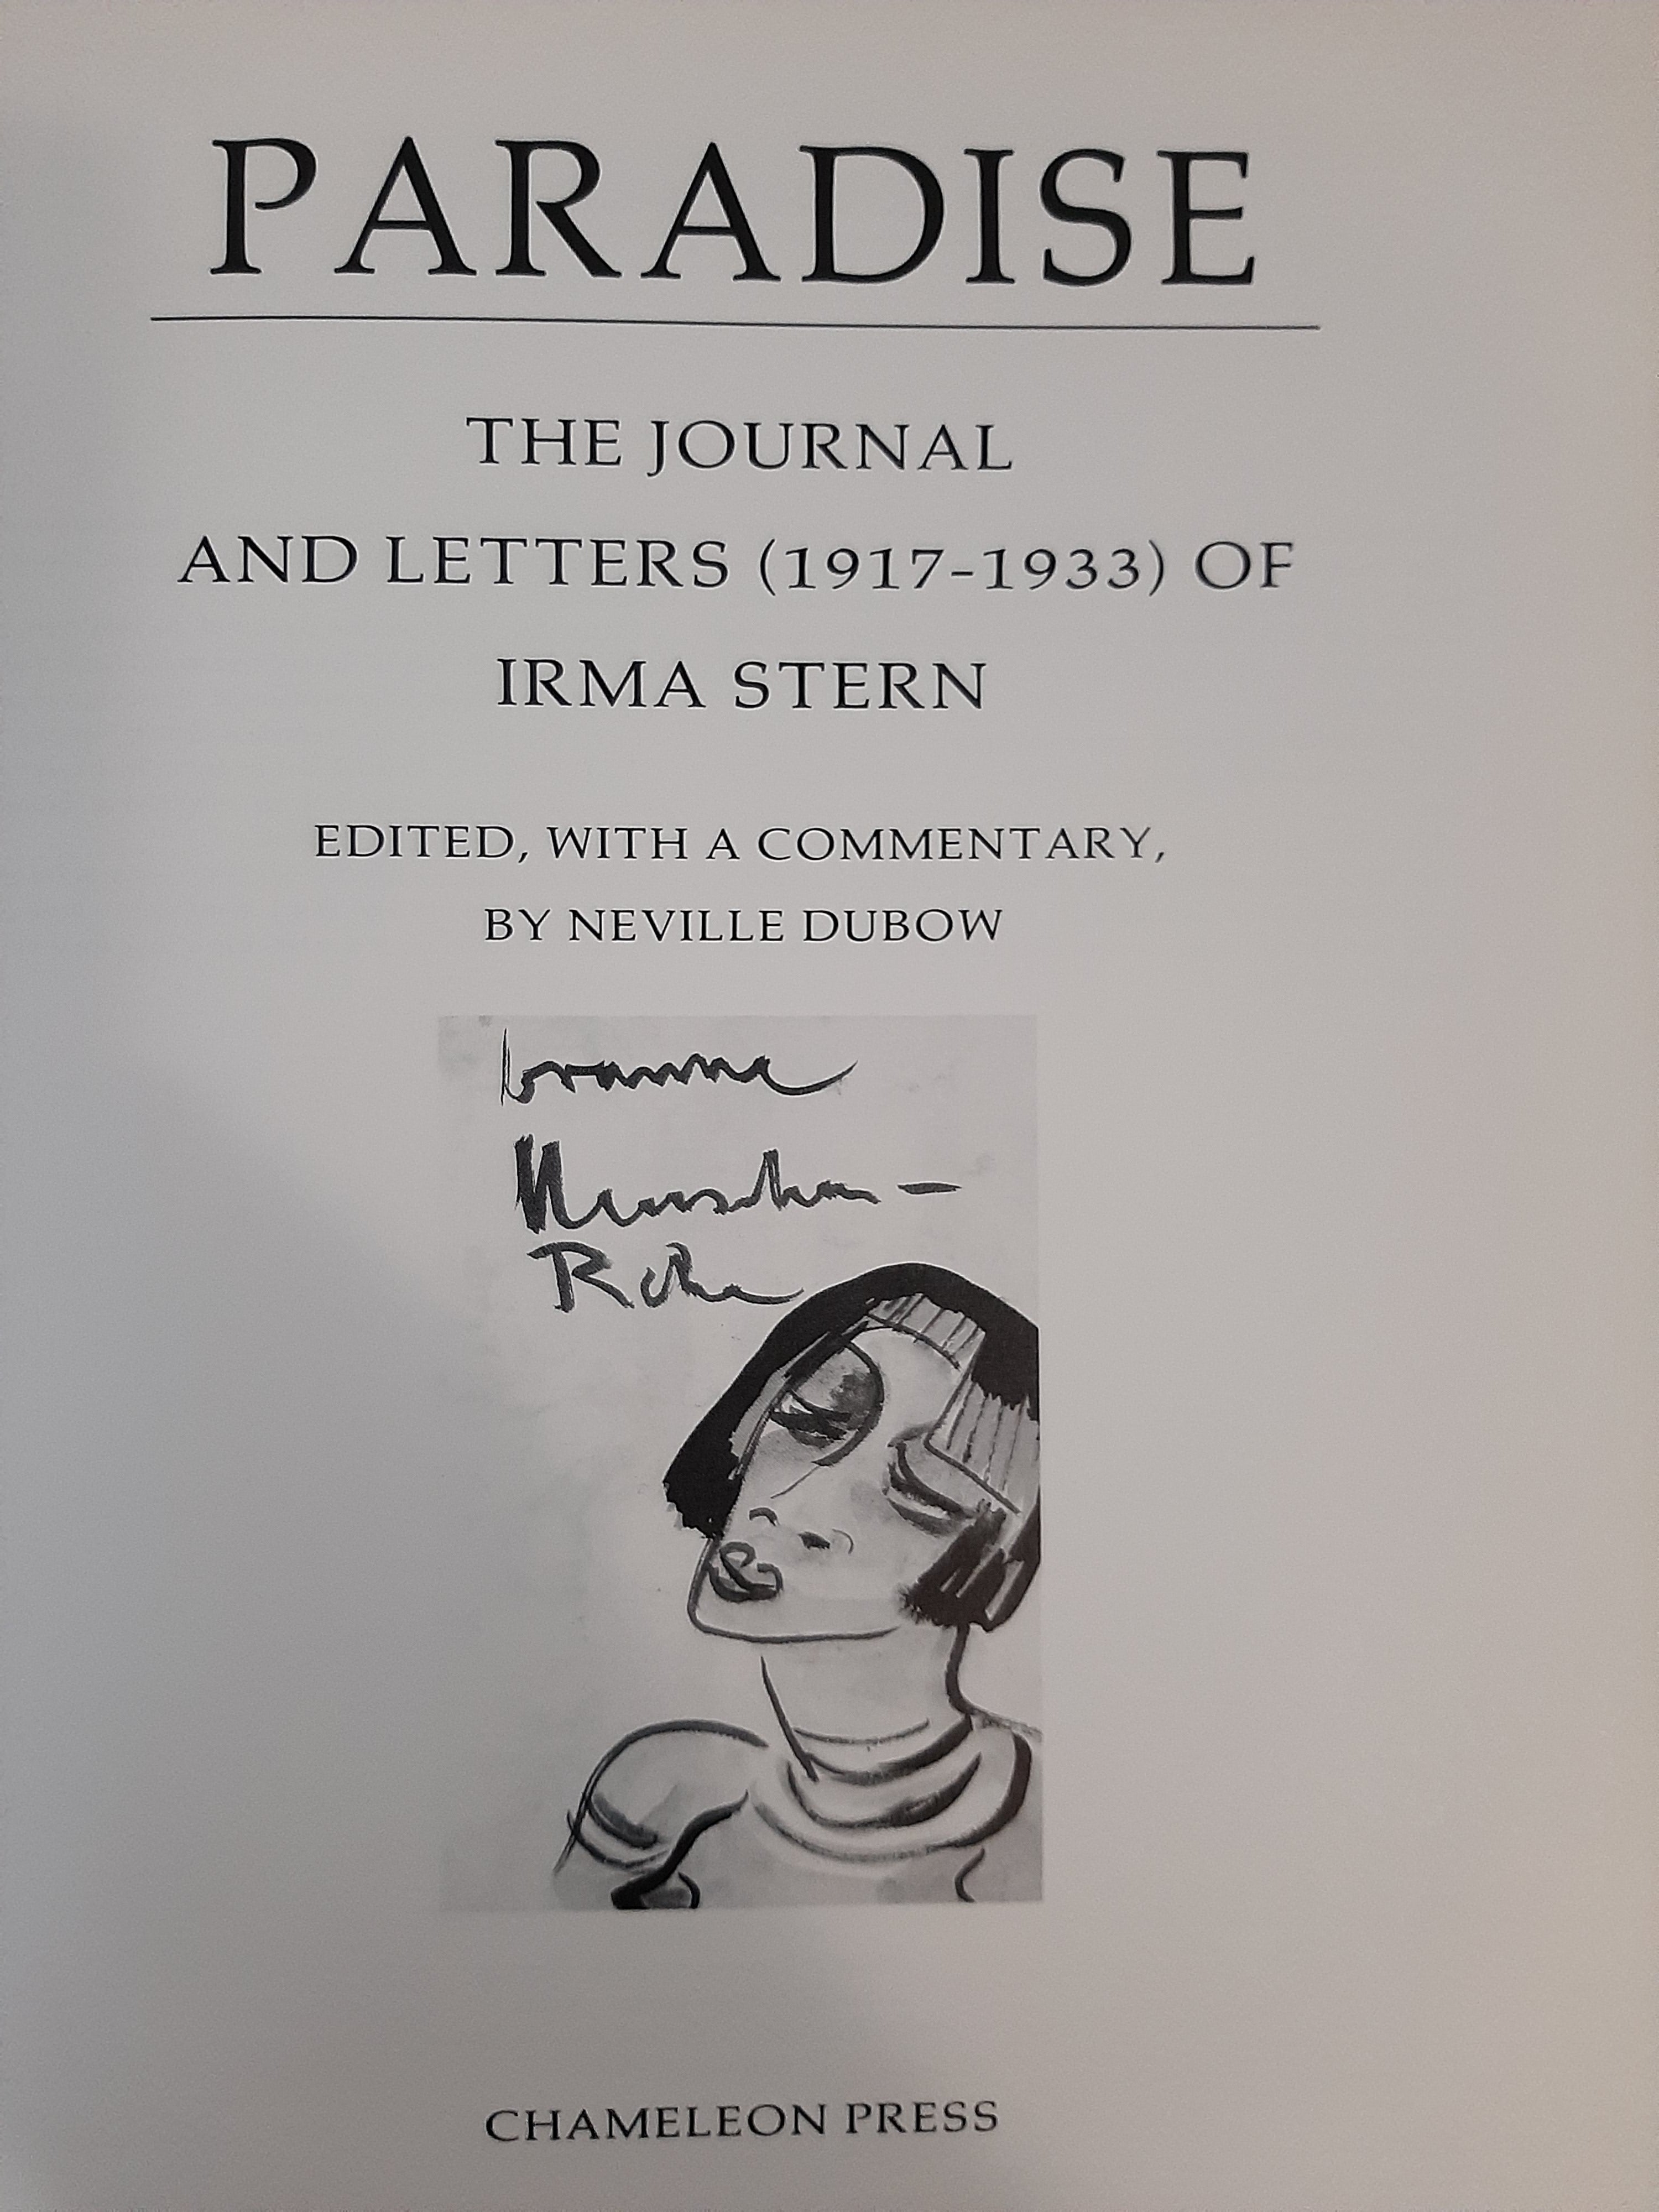 PARADISE
THE JOURNAL
AND LETTERS (1917-1933) OF
IRMA STERN
EDITED, WITH A COMMENTARY,
BY NEVILLE DUBOW
CHAMELEON PRESS